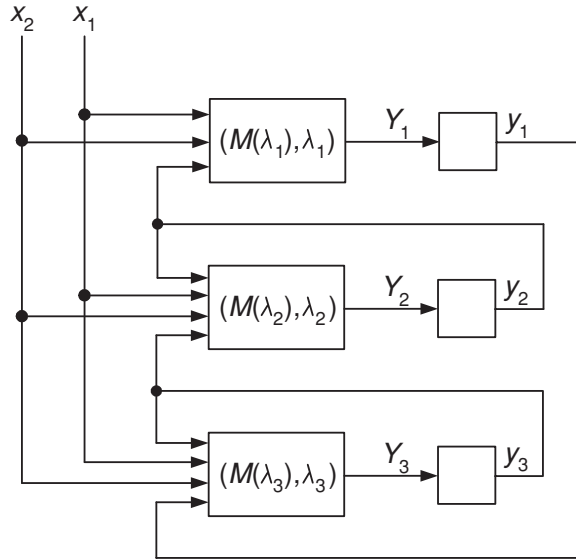 x₂ x₁
(M(λ₁),λ₁) Y₁ y₁
(M(λ₂),λ₂) Y₂ y₂
(M(λ₃),λ₃) Y₃ y₃